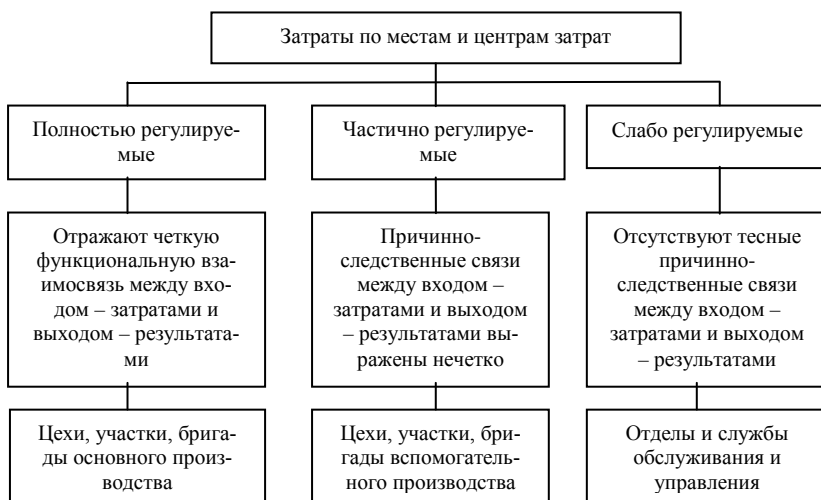 Затраты по местам и центрам затрат
Полностью регулируе-
мые
Частично регулируе-
мые
Слабо регулируемые
Отражают четкую
функциональную вза-
имосвязь между вхо-
дом – затратами и
выходом – результата-
ми
Причинно-
следственные связи
между входом –
затратами и выходом
– результатами вы-
ражены нечетко
Отсутствуют тесные
причинно-
следственные связи
между входом –
затратами и выходом
– результатами
Цехи, участки, брига-
ды основного произ-
водства
Цехи, участки, бри-
гады вспомогатель-
ного производства
Отделы и службы
обслуживания и
управления